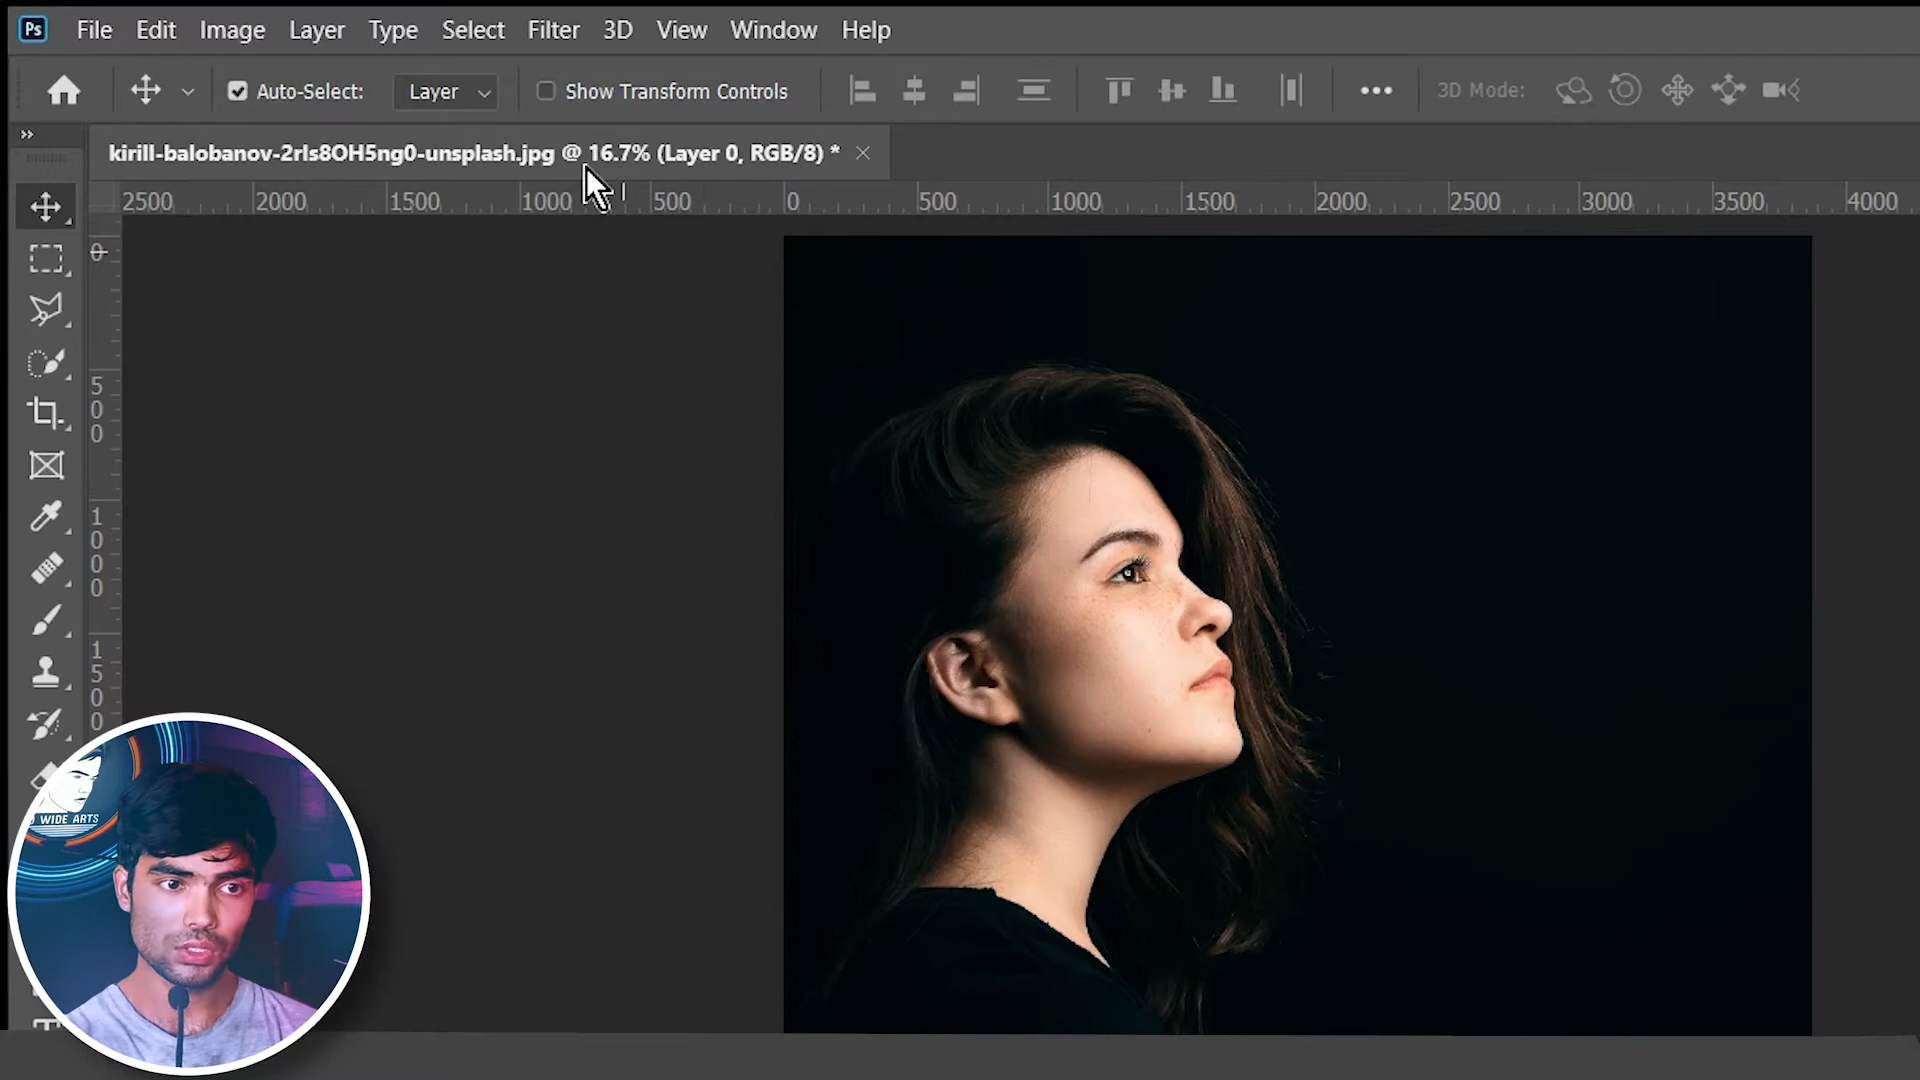 Ps File Edit Image Layer Type Select Filter 3D View Window Help
Auto-Select: Layer Show Transform Controls 3D Mode:
kirill-balobanov-2rIs8OH5ng0-unsplash.jpg @ 16.7% (Layer 0, RGB/8) *
2500 2000 1500 1000 500 0 500 1000 1500 2000 2500 3000 3500 4000
0
500
1000
1500
WIDE ARTS